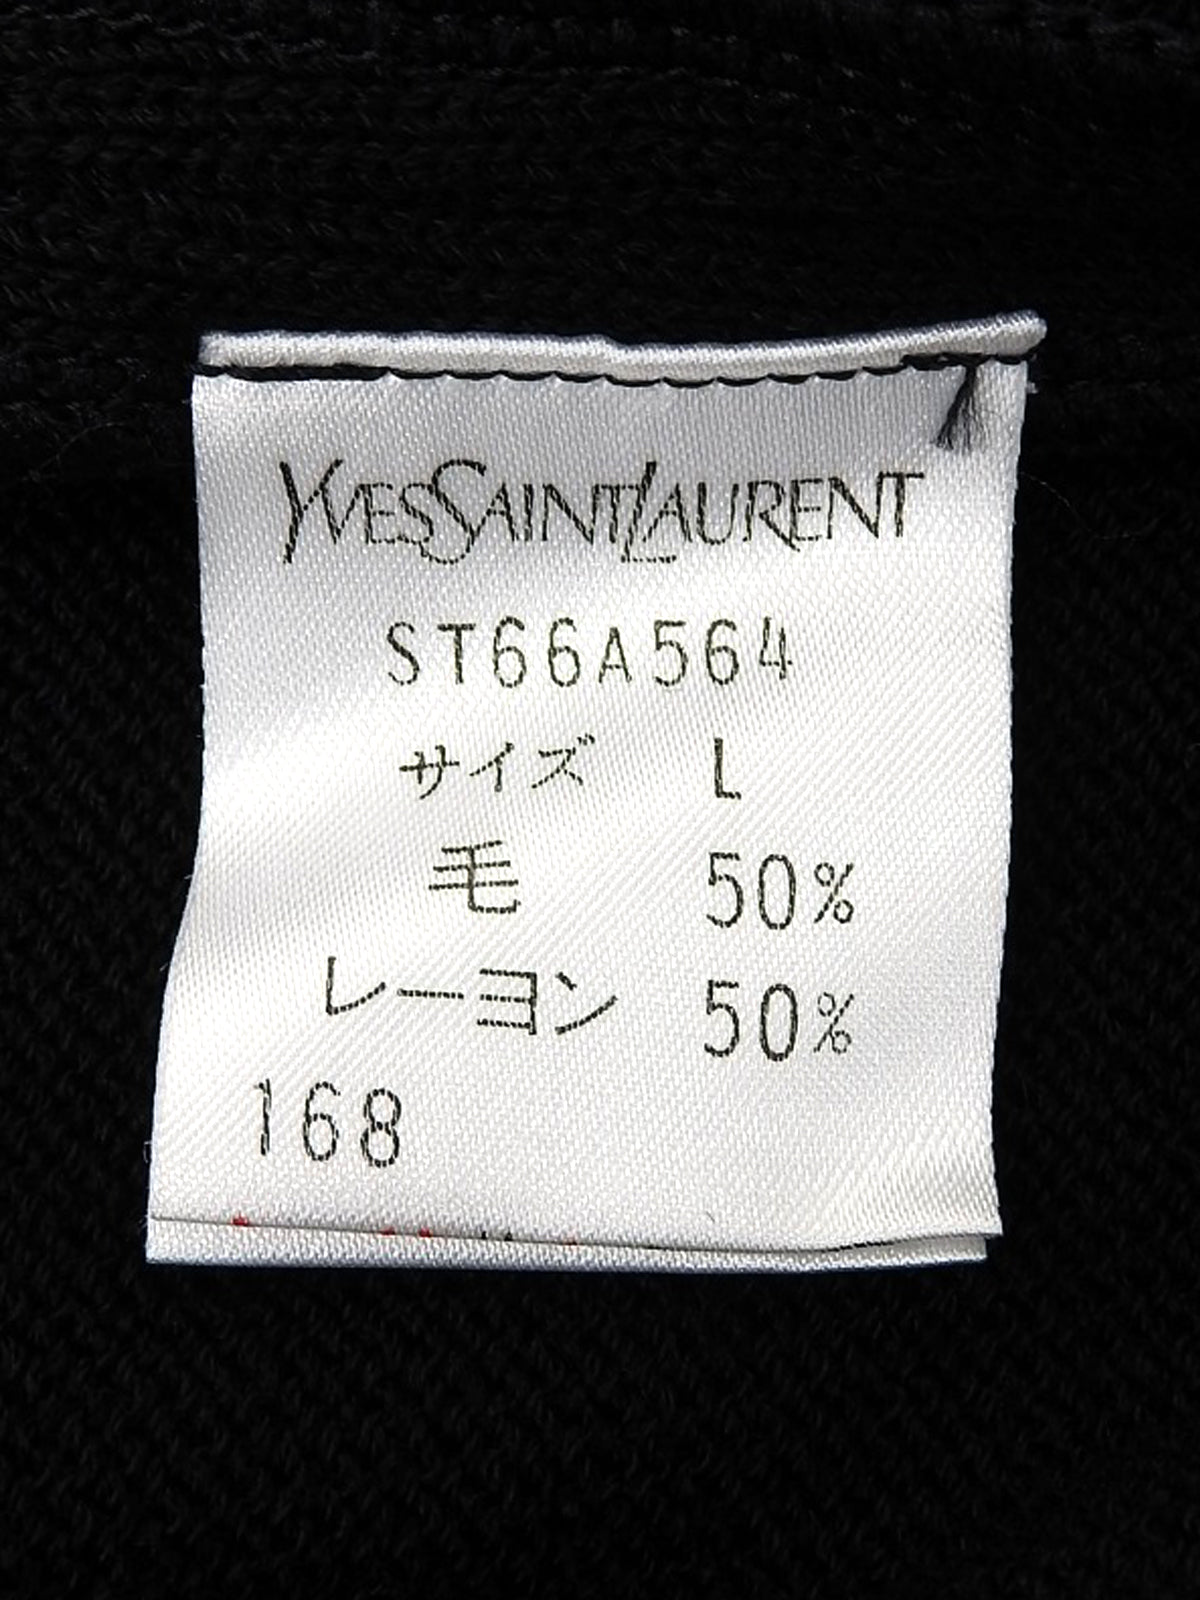 YVESSAINTLAURENT
ST66A564
サイズ L
毛 50%
レーヨン 50%
168